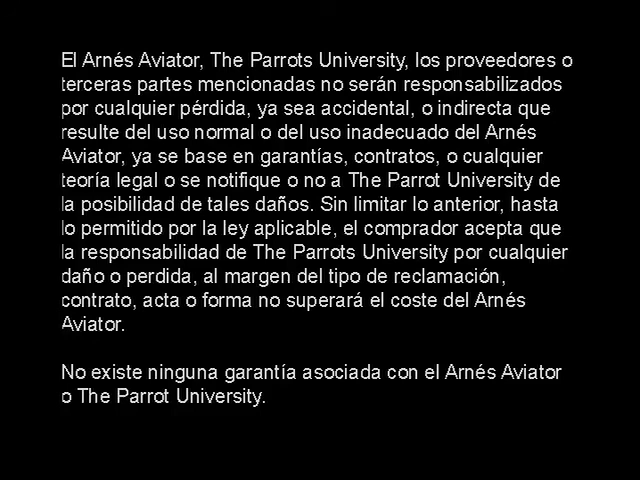 El Arnés Aviator, The Parrots University, los proveedores o
terceras partes mencionadas no serán responsabilizados
por cualquier pérdida, ya sea accidental, o indirecta que
resulte del uso normal o del uso inadecuado del Arnés
Aviator, ya se base en garantías, contratos, o cualquier
teoría legal o se notifique o no a The Parrot University de
la posibilidad de tales daños. Sin limitar lo anterior, hasta
lo permitido por la ley aplicable, el comprador acepta que
la responsabilidad de The Parrots University por cualquier
daño o perdida, al margen del tipo de reclamación,
contrato, acta o forma no superará el coste del Arnés
Aviator.
No existe ninguna garantía asociada con el Arnés Aviator
o The Parrot University.